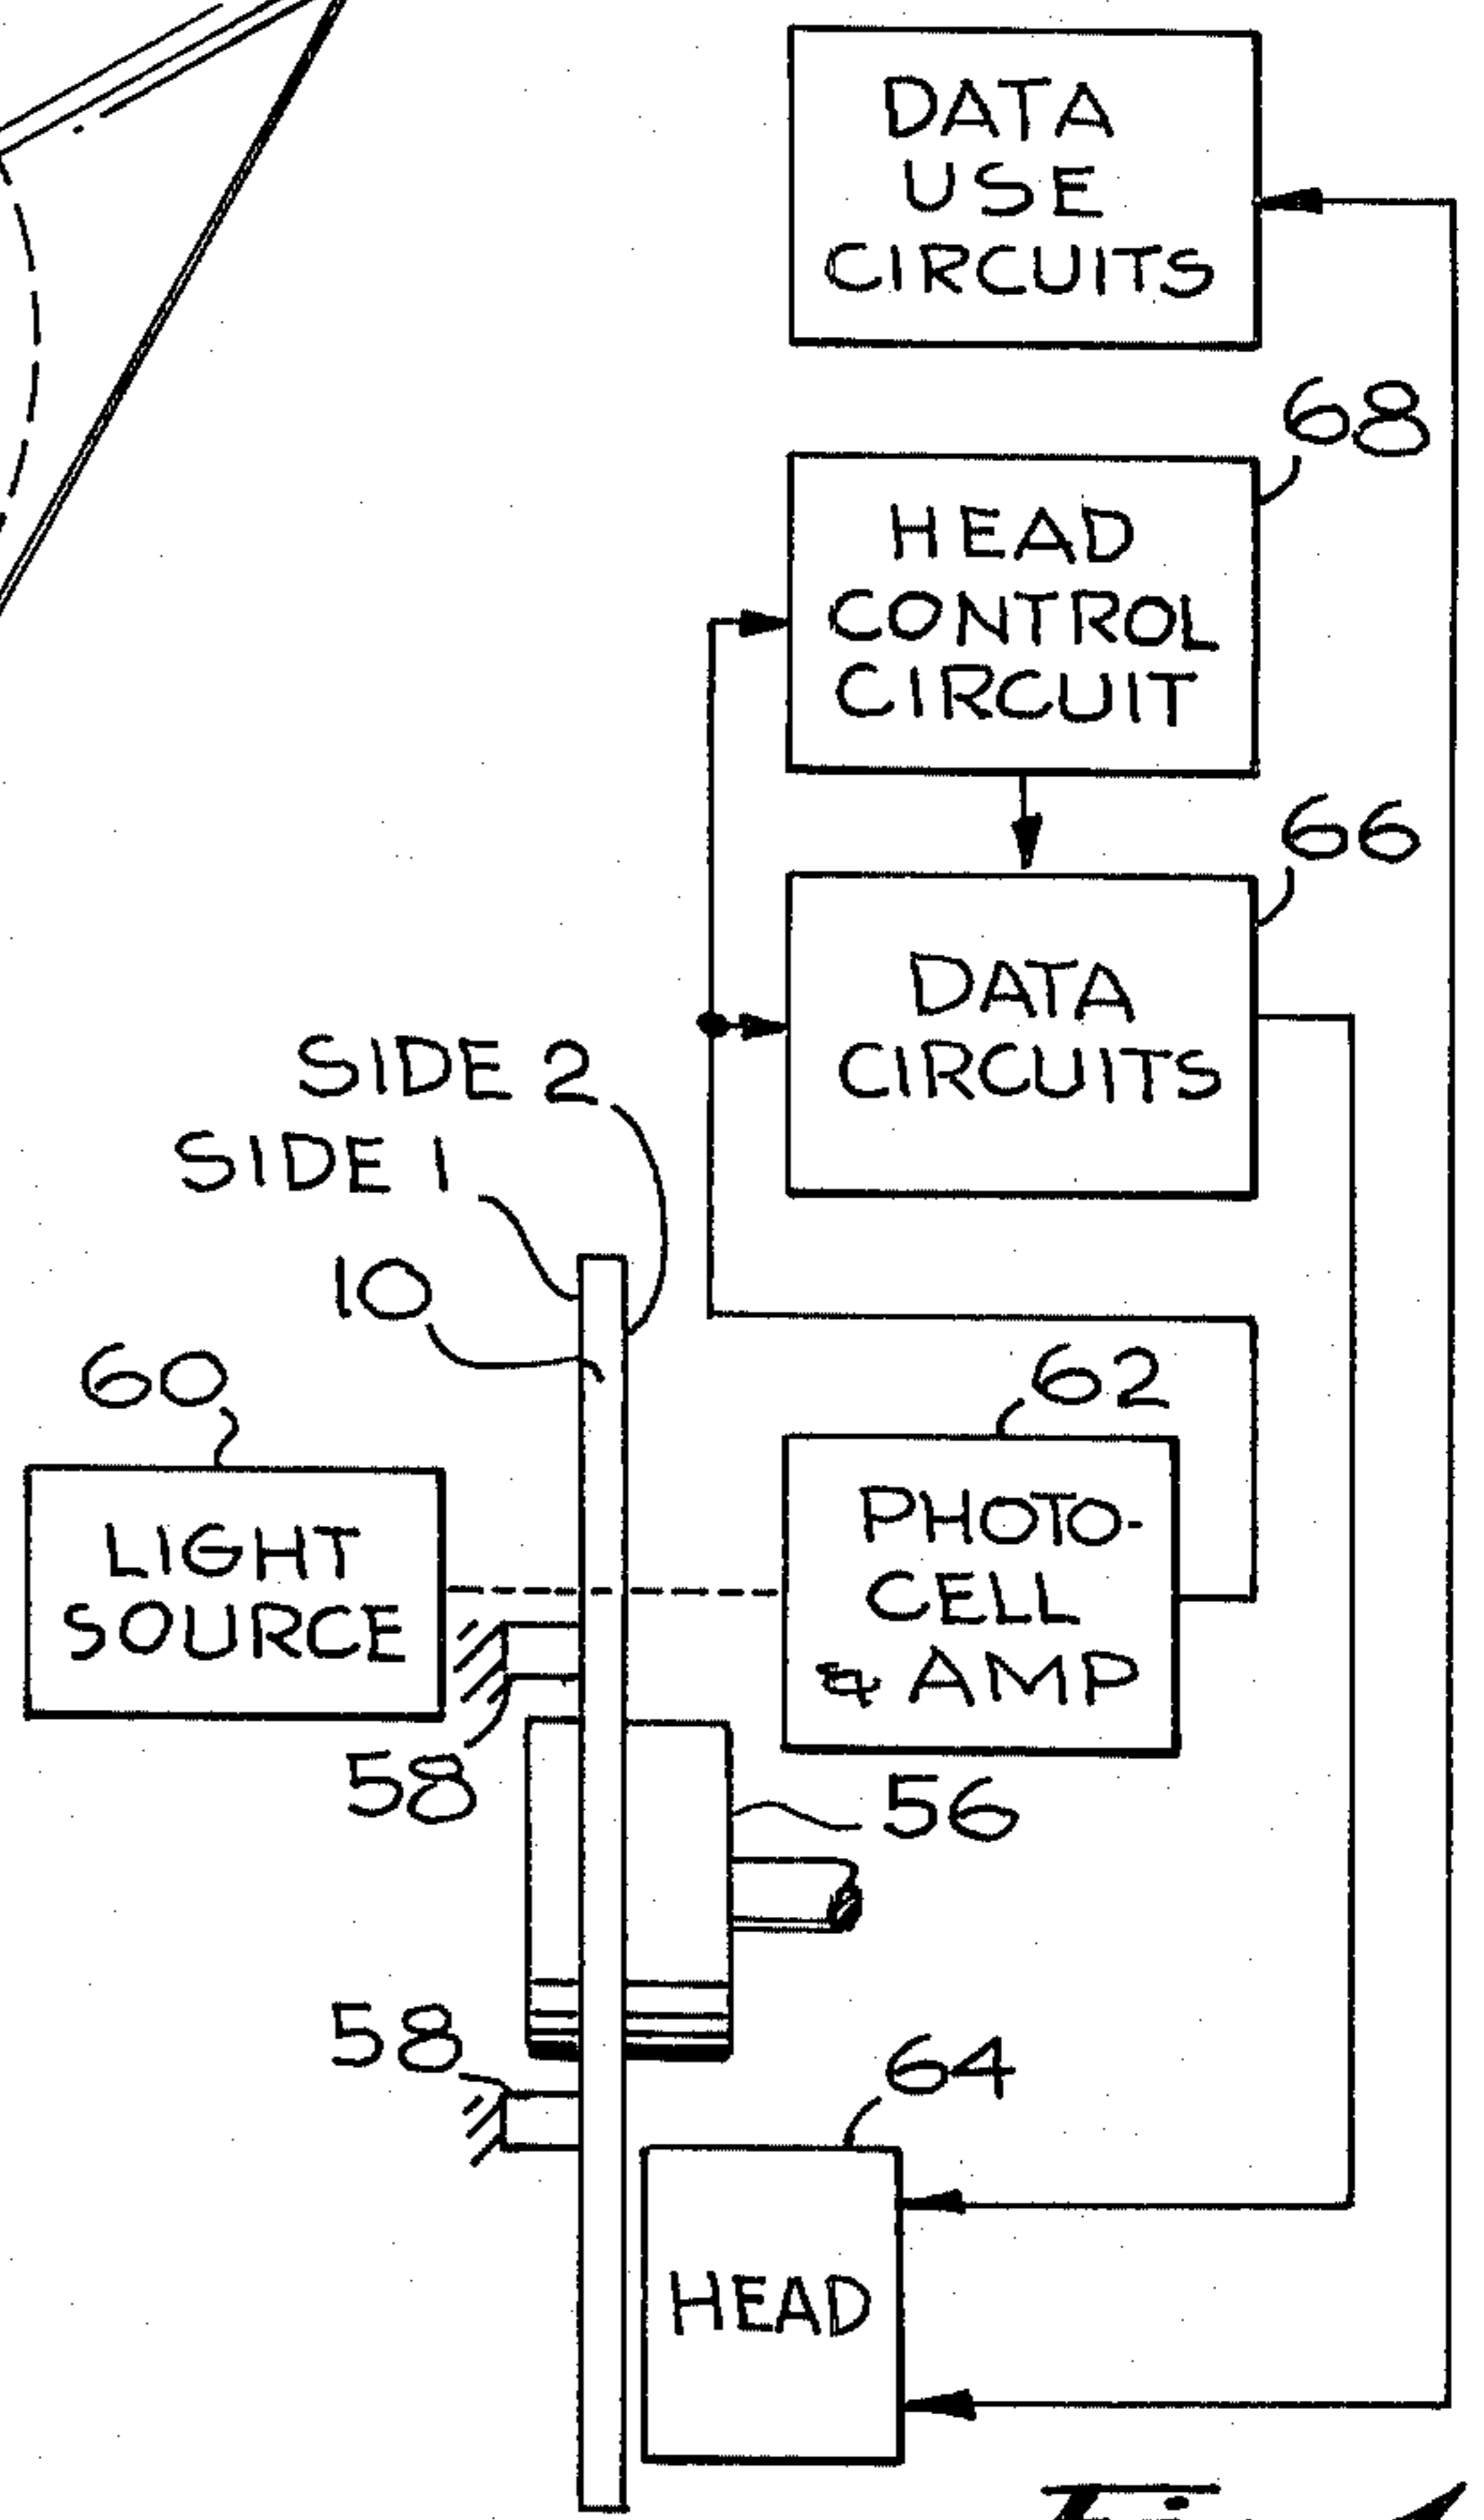 DATA
USE
CIRCUITS
68
HEAD
CONTROL
CIRCUIT
66
DATA
CIRCUITS
SIDE 2
SIDE 1
10
60
62
LIGHT
SOURCE
PHOTO-
CELL
& AMP
58
56
58
64
HEAD